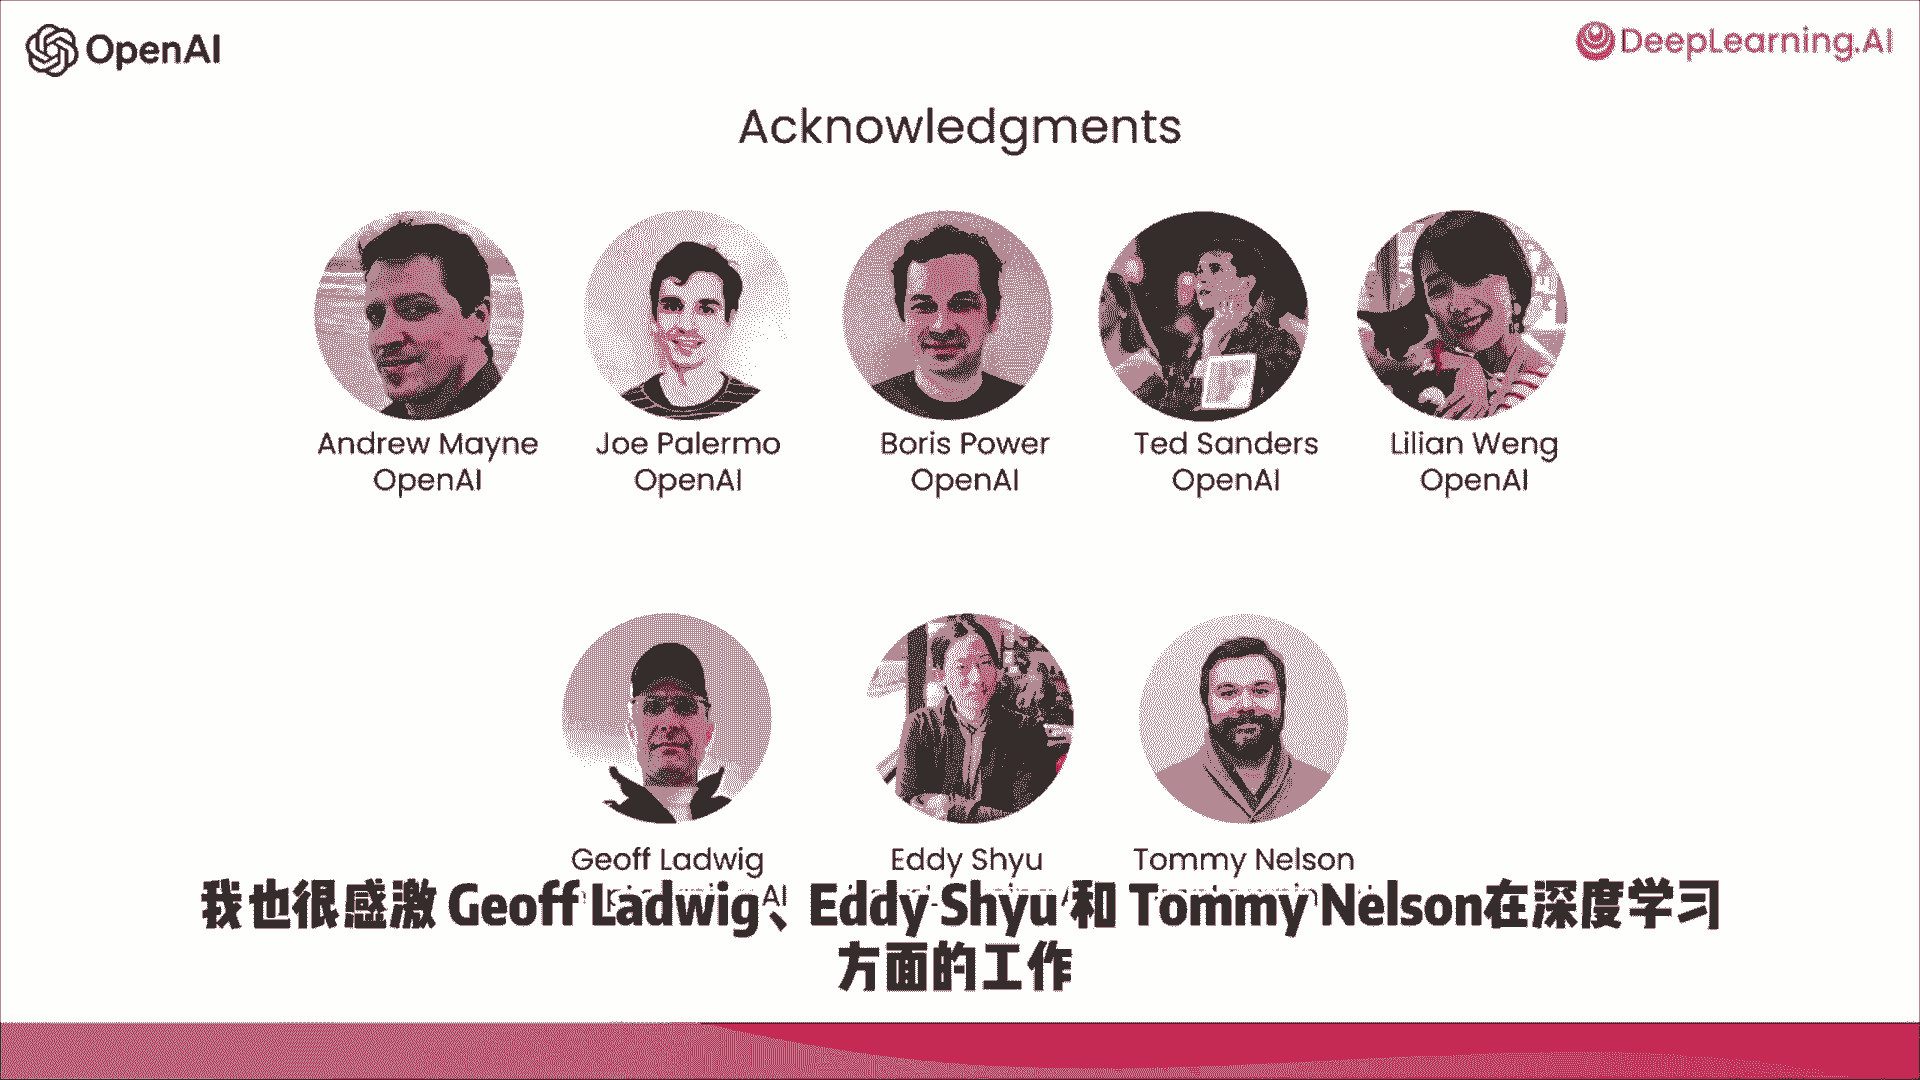 OpenAI
DeepLearning.AI
Acknowledgments
Andrew Mayne
OpenAI
Joe Palermo
OpenAI
Boris Power
OpenAI
Ted Sanders
OpenAI
Lilian Weng
OpenAI
Geoff Ladwig
Eddy Shyu
Tommy Nelson
我也很感激 Geoff Ladwig、Eddy Shyu 和 Tommy Nelson在深度学习
方面的工作